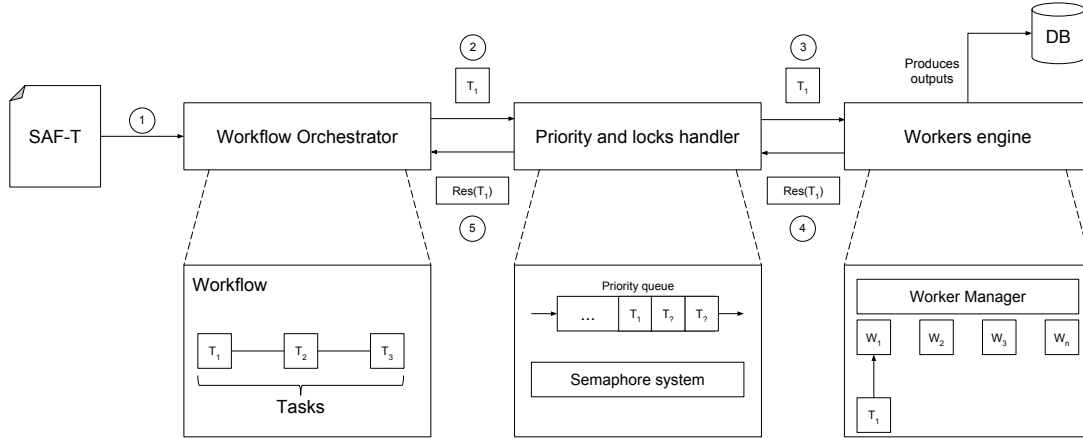 2
3
DB
Produces
outputs
T1
T1
1
SAF-T
Workflow Orchestrator
Priority and locks handler
Workers engine
Res(T1)
Res(T1)
5
4
Workflow
Priority queue
... T1 T? T?
Worker Manager
W1 W2 W3 Wn
T1 T2 T3
Semaphore system
Tasks
T1